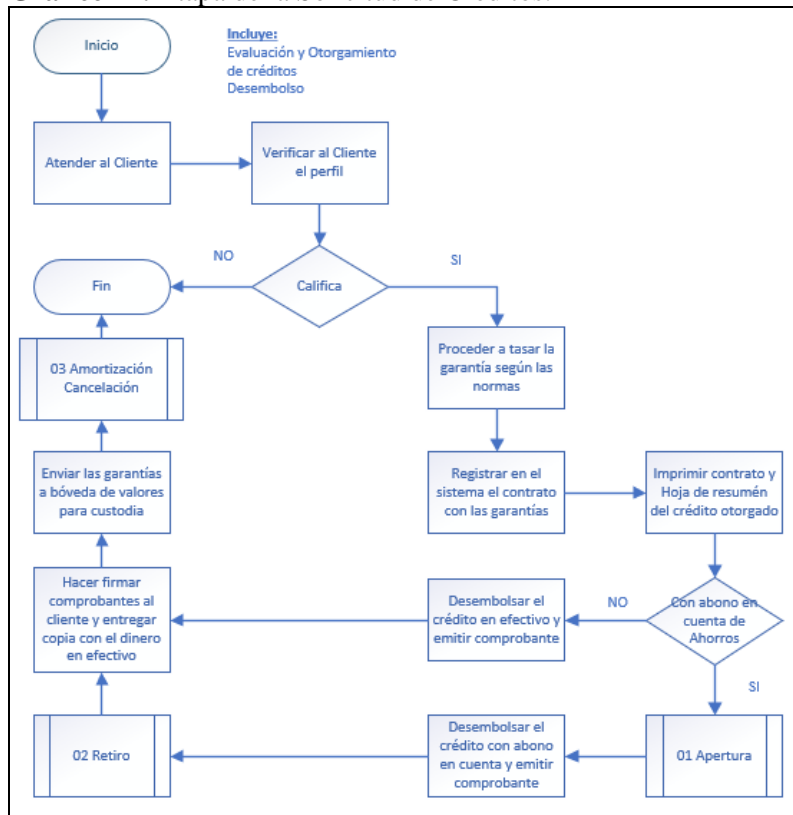 Inicio
Incluye:
Evaluación y Otorgamiento
de créditos
Desembolso
Atender al Cliente
Verificar al Cliente
el perfil
NO
SI
Fin
Califica
03 Amortización
Cancelación
Proceder a tasar la
garantía según las
normas
Enviar las garantías
a bóveda de valores
para custodia
Registrar en el
sistema el contrato
con las garantías
Imprimir contrato y
Hoja de resumén
del crédito otorgado
Hacer firmar
comprobantes al
cliente y entregar
copia con el dinero
en efectivo
Desembolsar el
crédito en efectivo y
emitir comprobante
NO
Con abono en
cuenta de
Ahorros
SI
02 Retiro
Desembolsar el
crédito con abono
en cuenta y emitir
comprobante
01 Apertura